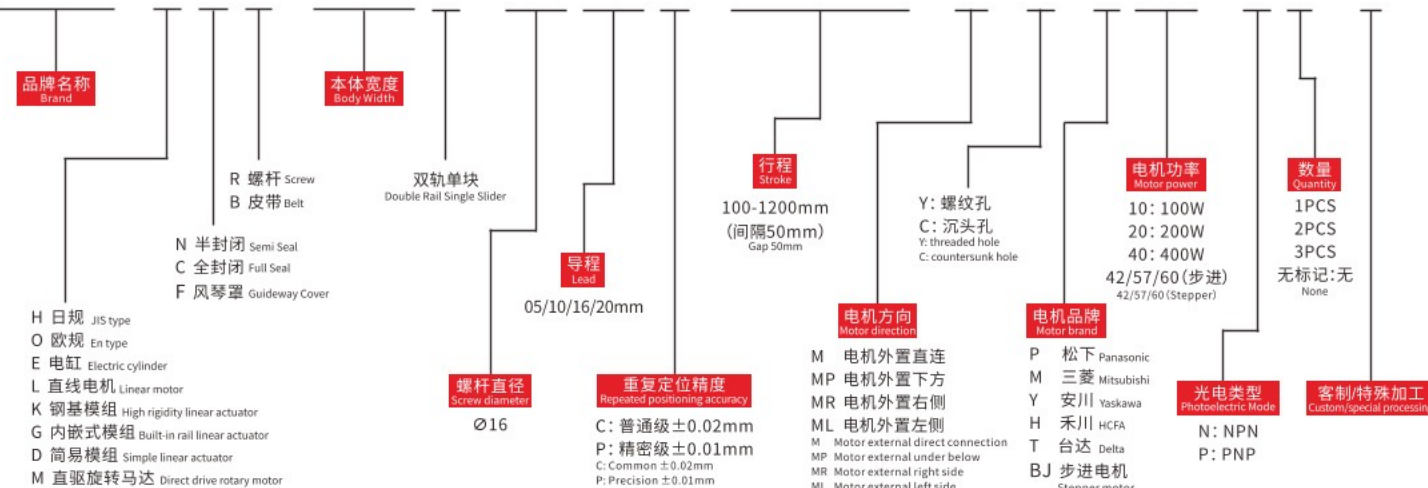 品牌名称
Brand
H 日规 JIS type
O 欧规 En type
E 电缸 Electric cylinder
L 直线电机 Linear motor
K 钢基模组 High rigidity linear actuator
G 内嵌式模组 Built-in rail linear actuator
D 简易模组 Simple linear actuator
M 直驱旋转马达 Direct drive rotary motor
N 半封闭 Semi Seal
C 全封闭 Full Seal
F 风琴罩 Guideway Cover
R 螺杆 Screw
B 皮带 Belt
本体宽度
Body Width
双轨单块
Double Rail Single Slider
螺杆直径
Screw diameter
Ø16
导程
Lead
05/10/16/20mm
重复定位精度
Repeated positioning accuracy
C: 普通级±0.02mm
P: 精密级±0.01mm
C: Common ±0.02mm
P: Precision ±0.01mm
行程
Stroke
100-1200mm
(间隔50mm)
Gap 50mm
电机方向
Motor direction
M 电机外置直连
MP 电机外置下方
MR 电机外置右侧
ML 电机外置左侧
M Motor external direct connection
MP Motor external under below
MR Motor external right side
ML Motor external left side
Y: 螺纹孔
C: 沉头孔
Y: threaded hole
C: countersunk hole
电机品牌
Motor brand
P 松下 Panasonic
M 三菱 Mitsubishi
Y 安川 Yaskawa
H 禾川 HCFA
T 台达 Delta
BJ 步进电机
Stepper motor
电机功率
Motor power
10: 100W
20: 200W
40: 400W
42/57/60(步进)
42/57/60(Stepper)
光电类型
Photoelectric Mode
N: NPN
P: PNP
数量
Quantity
1PCS
2PCS
3PCS
无标记:无
None
客制/特殊加工
Custom/special processin